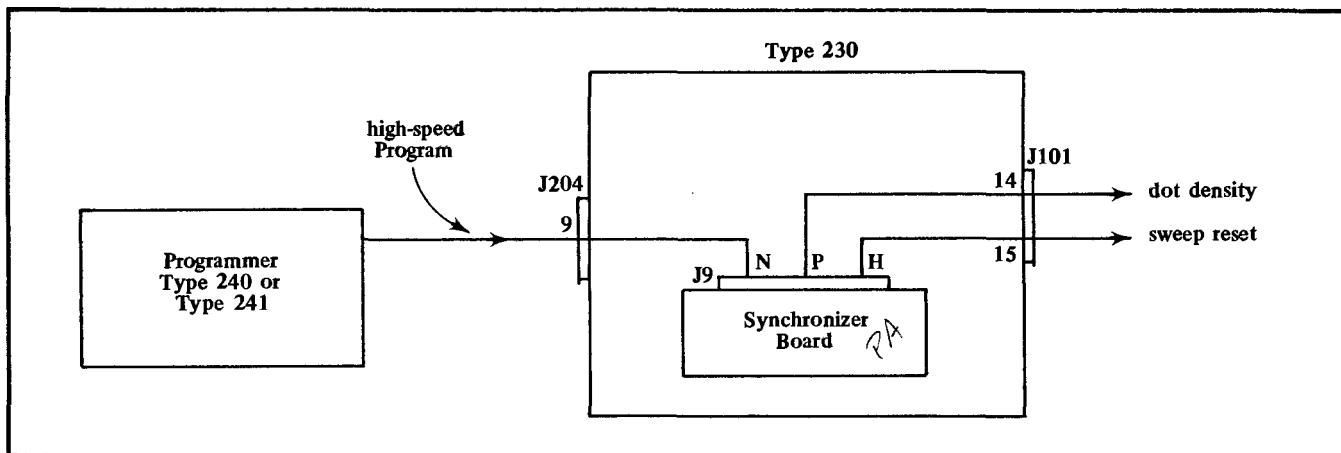 Type 230
high-speed
Program
J204
9
J101
14
dot density
15
sweep reset
Programmer
Type 240 or
Type 241
N
P
H
J9
Synchronizer
Board
PA